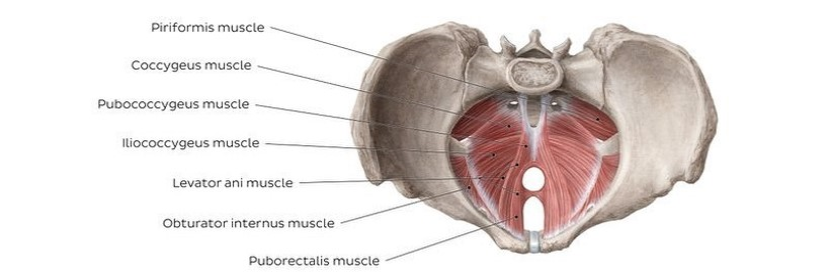 Piriformis muscle
Coccygeus muscle
Pubococcygeus muscle
Iliococcygeus muscle
Levator ani muscle
Obturator internus muscle
Puborectalis muscle